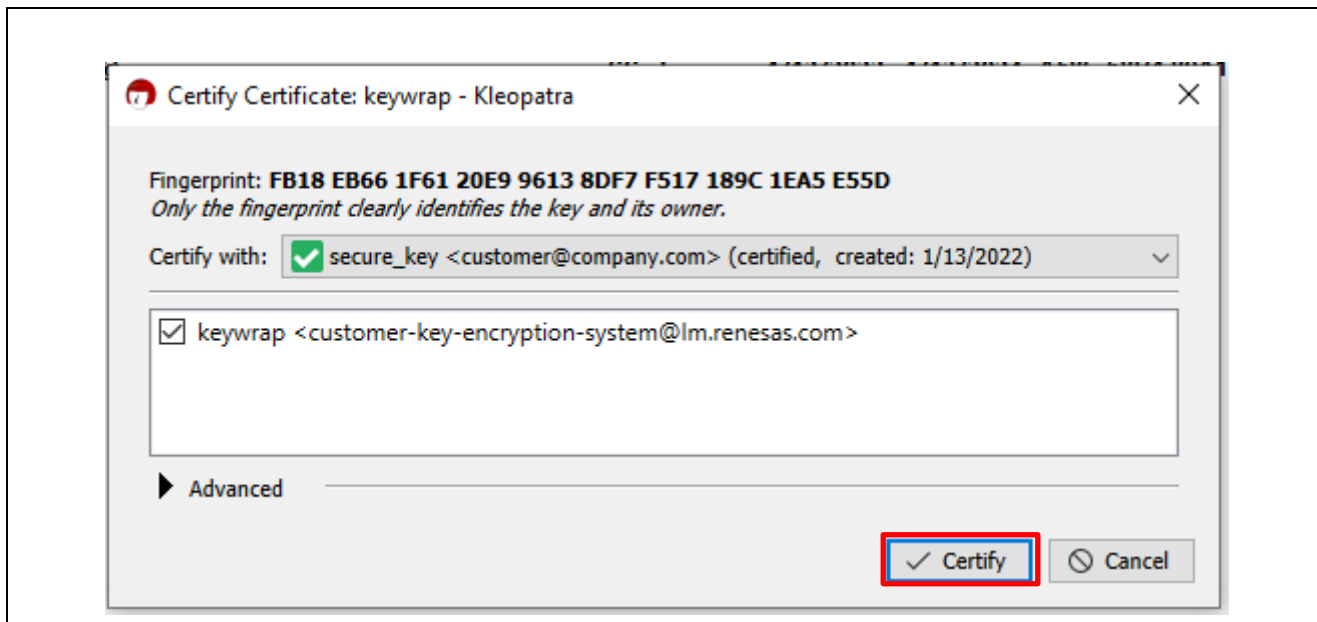 Certify Certificate: keywrap - Kleopatra
Fingerprint: FB18 EB66 1F61 20E9 9613 8DF7 F517 189C 1EA5 E55D
Only the fingerprint clearly identifies the key and its owner.
Certify with: secure_key <customer@company.com> (certified, created: 1/13/2022)
keywrap <customer-key-encryption-system@lm.renesas.com>
Advanced
Certify Cancel